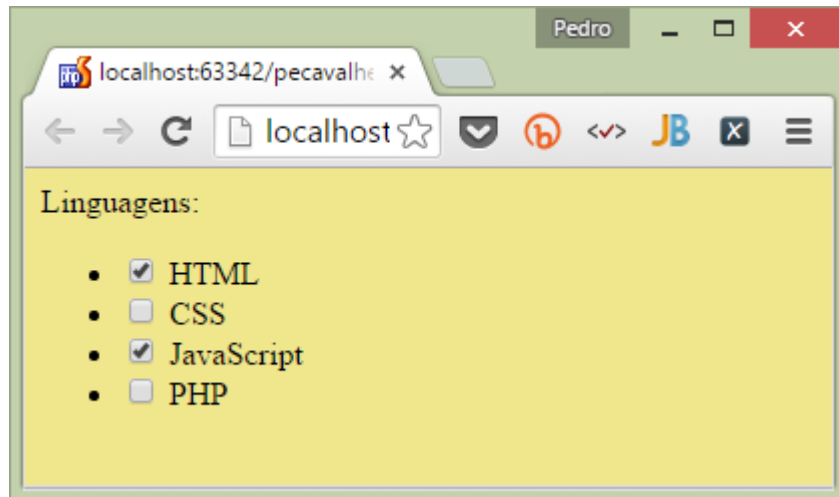 Pedro
localhost:63342/pecavalhe
localhost
JB
Linguagens:
HTML
CSS
JavaScript
PHP